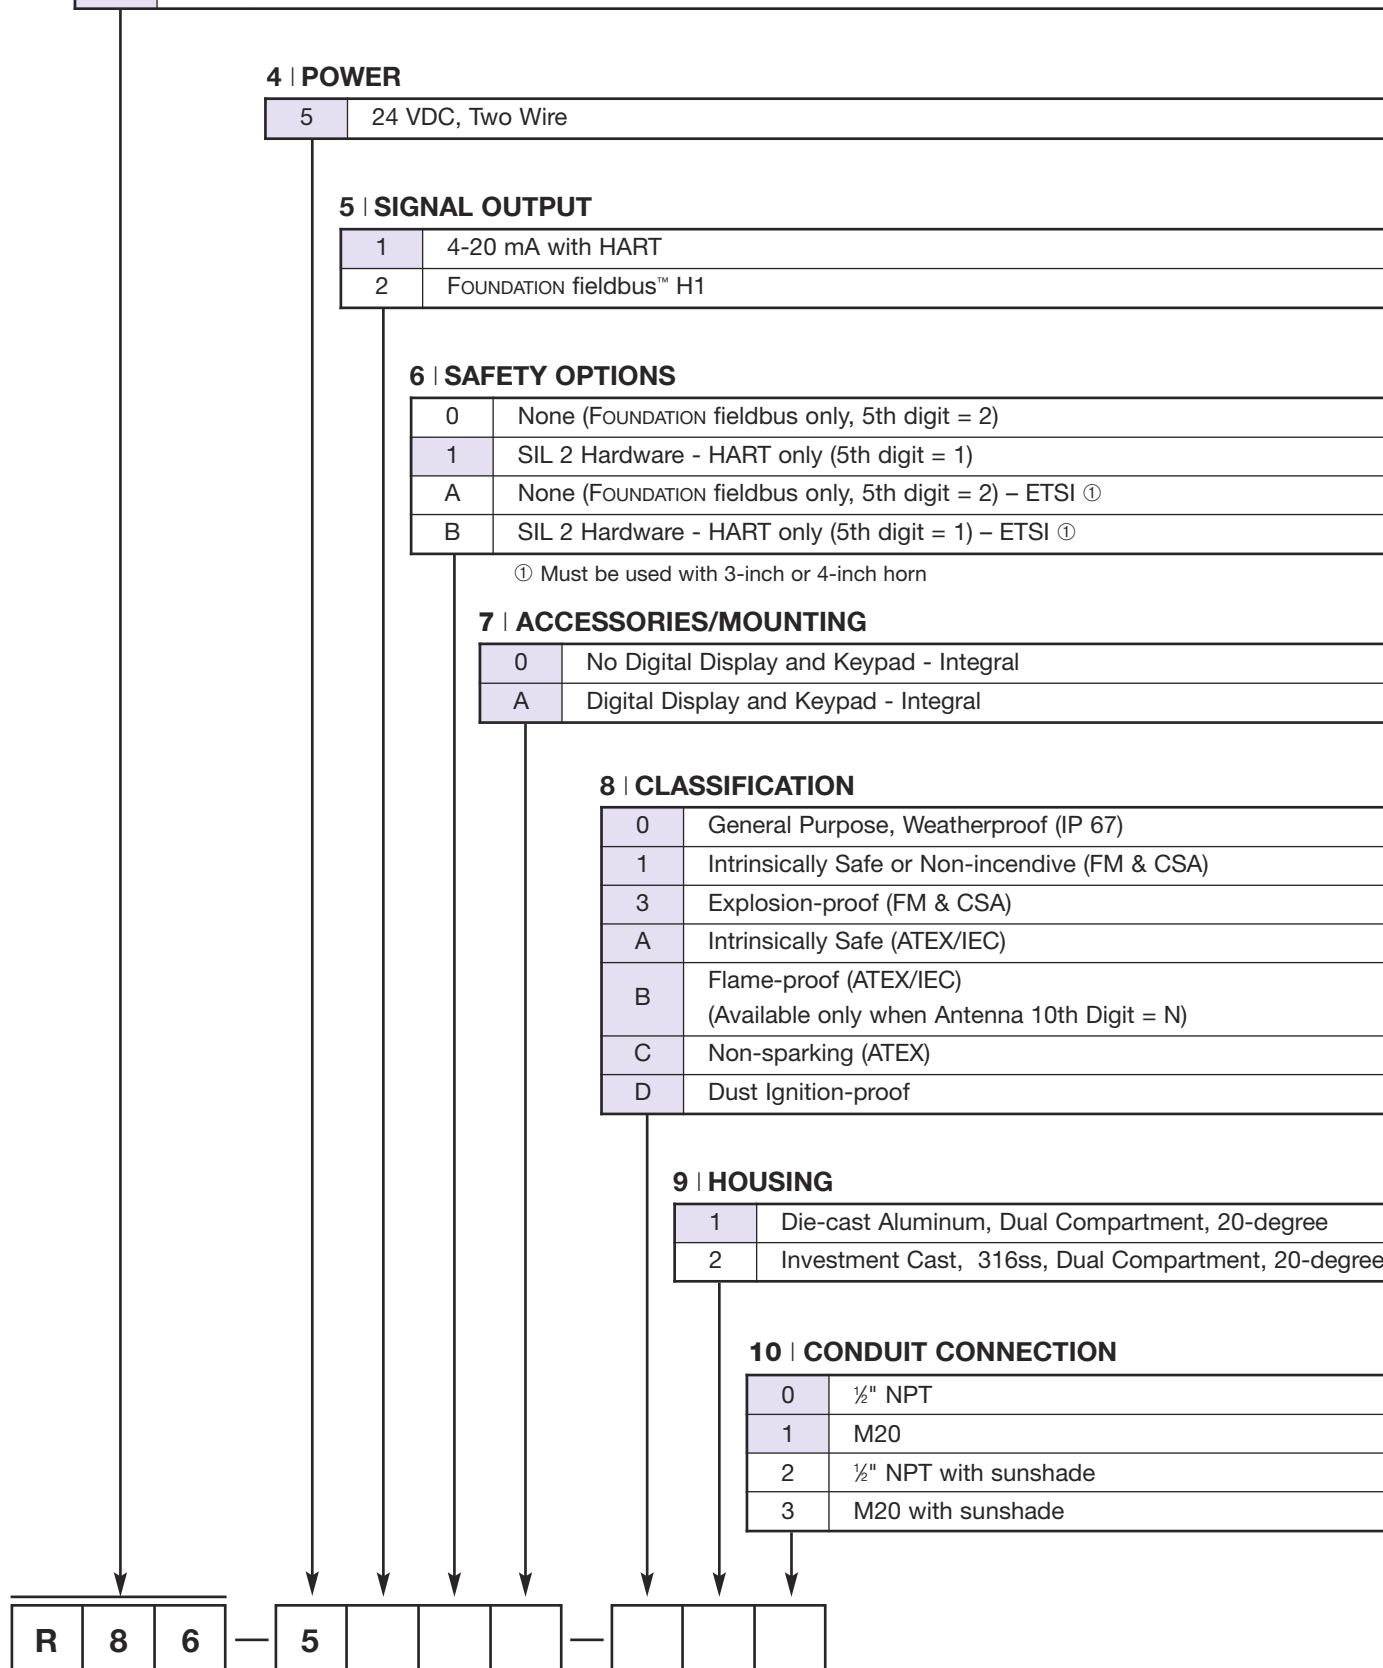 4 | POWER
5 24 VDC, Two Wire
5 | SIGNAL OUTPUT
1 4-20 mA with HART
2 FOUNDATION fieldbus™ H1
6 | SAFETY OPTIONS
0 None (FOUNDATION fieldbus only, 5th digit = 2)
1 SIL 2 Hardware - HART only (5th digit = 1)
A None (FOUNDATION fieldbus only, 5th digit = 2) – ETSI ①
B SIL 2 Hardware - HART only (5th digit = 1) – ETSI ①
① Must be used with 3-inch or 4-inch horn
7 | ACCESSORIES/MOUNTING
0 No Digital Display and Keypad - Integral
A Digital Display and Keypad - Integral
8 | CLASSIFICATION
0 General Purpose, Weatherproof (IP 67)
1 Intrinsically Safe or Non-incendive (FM & CSA)
3 Explosion-proof (FM & CSA)
A Intrinsically Safe (ATEX/IEC)
B Flame-proof (ATEX/IEC)
(Available only when Antenna 10th Digit = N)
C Non-sparking (ATEX)
D Dust Ignition-proof
9 | HOUSING
1 Die-cast Aluminum, Dual Compartment, 20-degree
2 Investment Cast, 316ss, Dual Compartment, 20-degree
10 | CONDUIT CONNECTION
0 ½" NPT
1 M20
2 ½" NPT with sunshade
3 M20 with sunshade
R 8 6 — 5 —